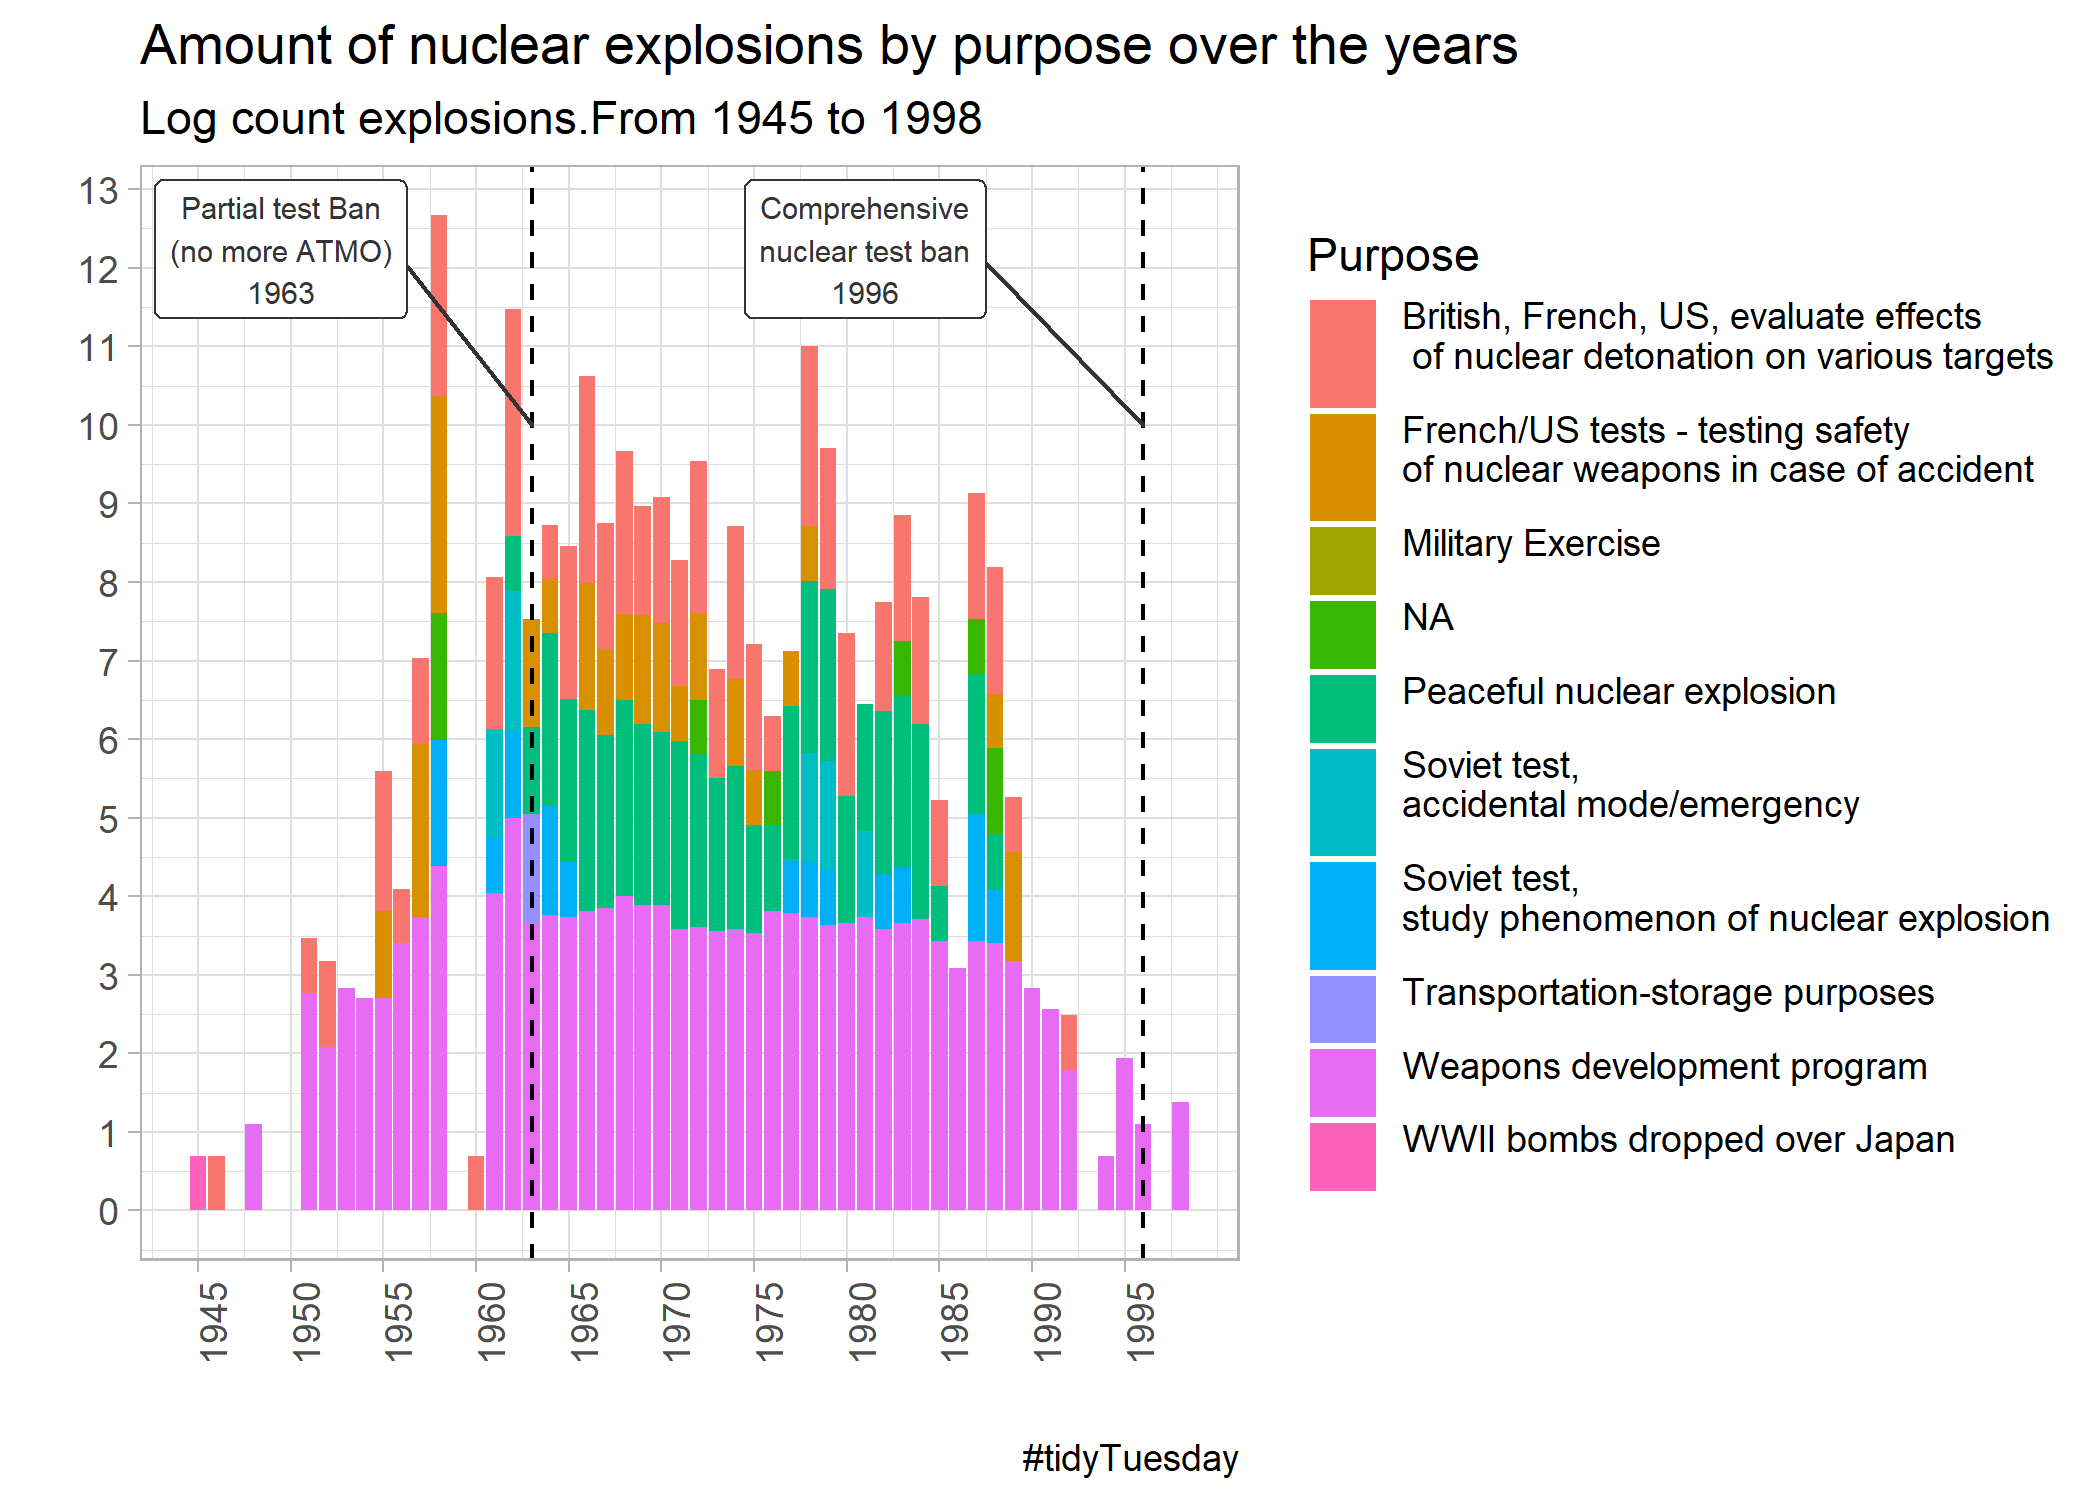 Amount of nuclear explosions by purpose over the years
Log count explosions.From 1945 to 1998
13
12
11
10
9
8
7
6
5
4
3
2
1
0
Partial test Ban
(no more ATMO)
1963
Comprehensive
nuclear test ban
1996
1945
1950
1955
1960
1965
1970
1975
1980
1985
1990
1995
Purpose
British, French, US, evaluate effects
of nuclear detonation on various targets
French/US tests - testing safety
of nuclear weapons in case of accident
Military Exercise
NA
Peaceful nuclear explosion
Soviet test,
accidental mode/emergency
Soviet test,
study phenomenon of nuclear explosion
Transportation-storage purposes
Weapons development program
WWII bombs dropped over Japan
#tidyTuesday